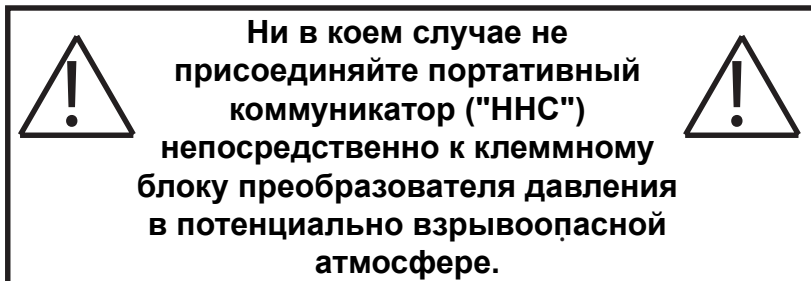 Ни в коем случае не
присоединяйте портативный
коммуникатор ("ННС")
непосредственно к клеммному
блоку преобразователя давления
в потенциально взрывоопасной
атмосфере.